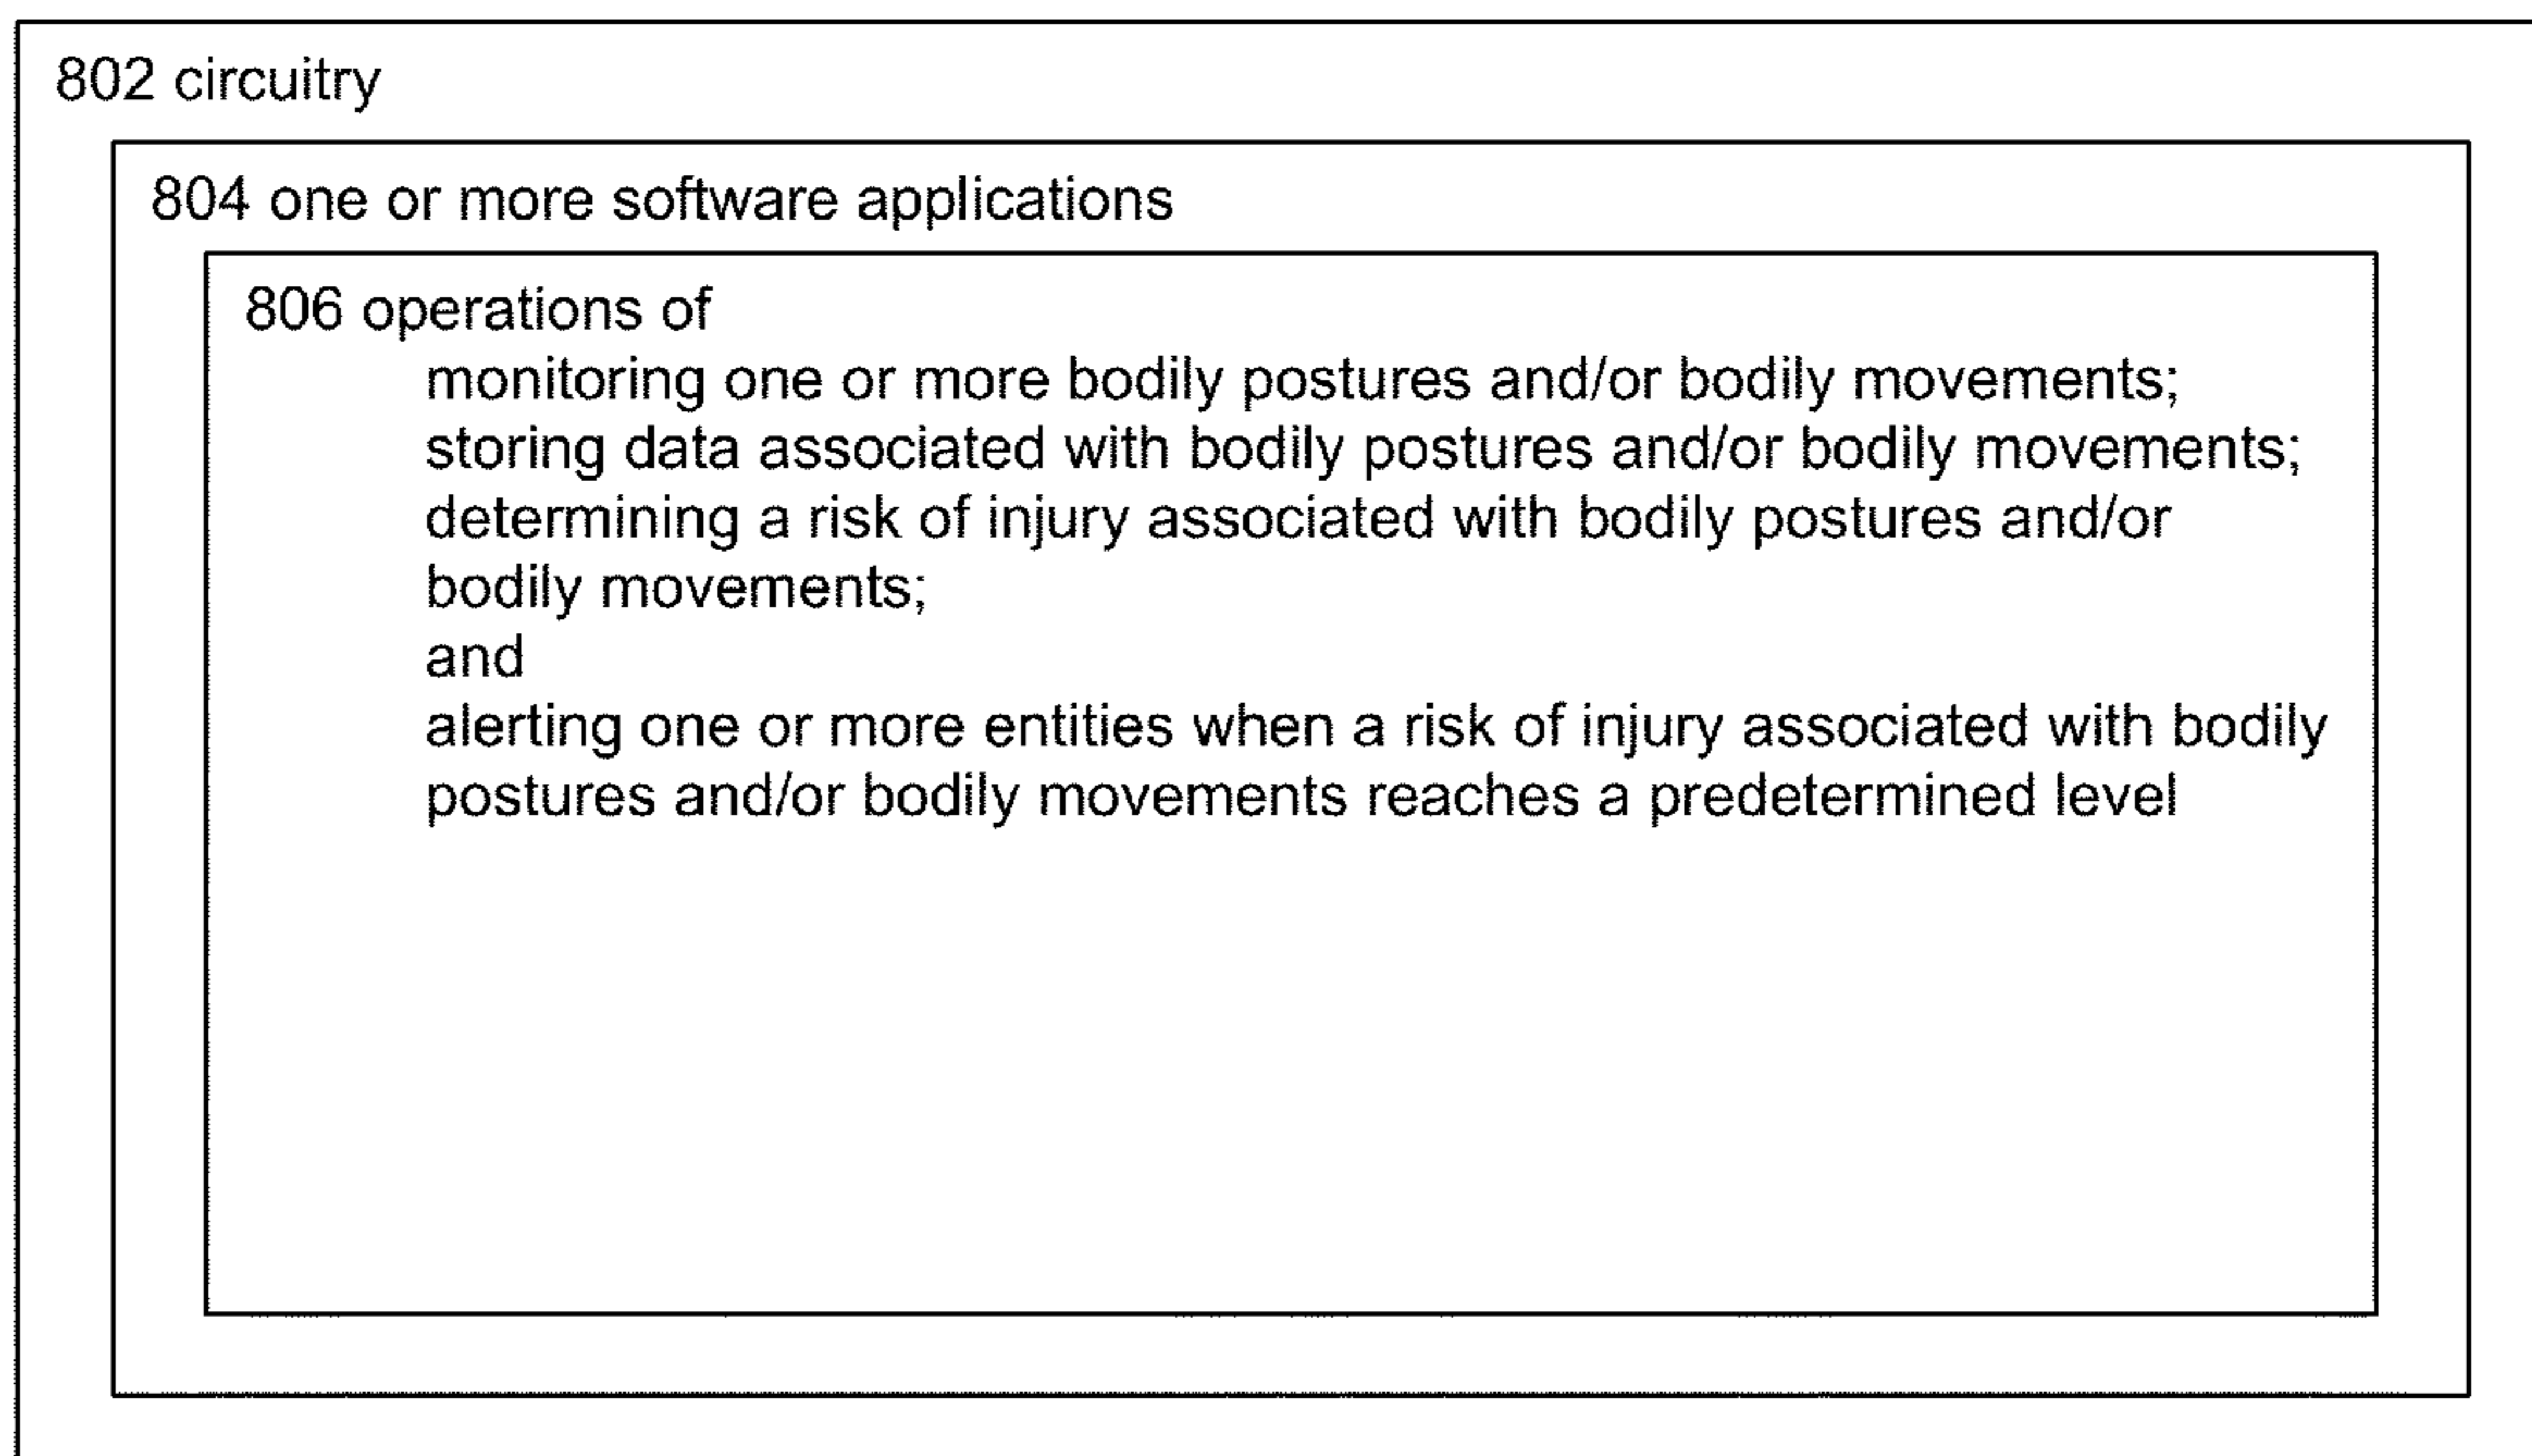 802 circuitry
804 one or more software applications
806 operations of
monitoring one or more bodily postures and/or bodily movements;
storing data associated with bodily postures and/or bodily movements;
determining a risk of injury associated with bodily postures and/or
bodily movements;
and
alerting one or more entities when a risk of injury associated with bodily
postures and/or bodily movements reaches a predetermined level